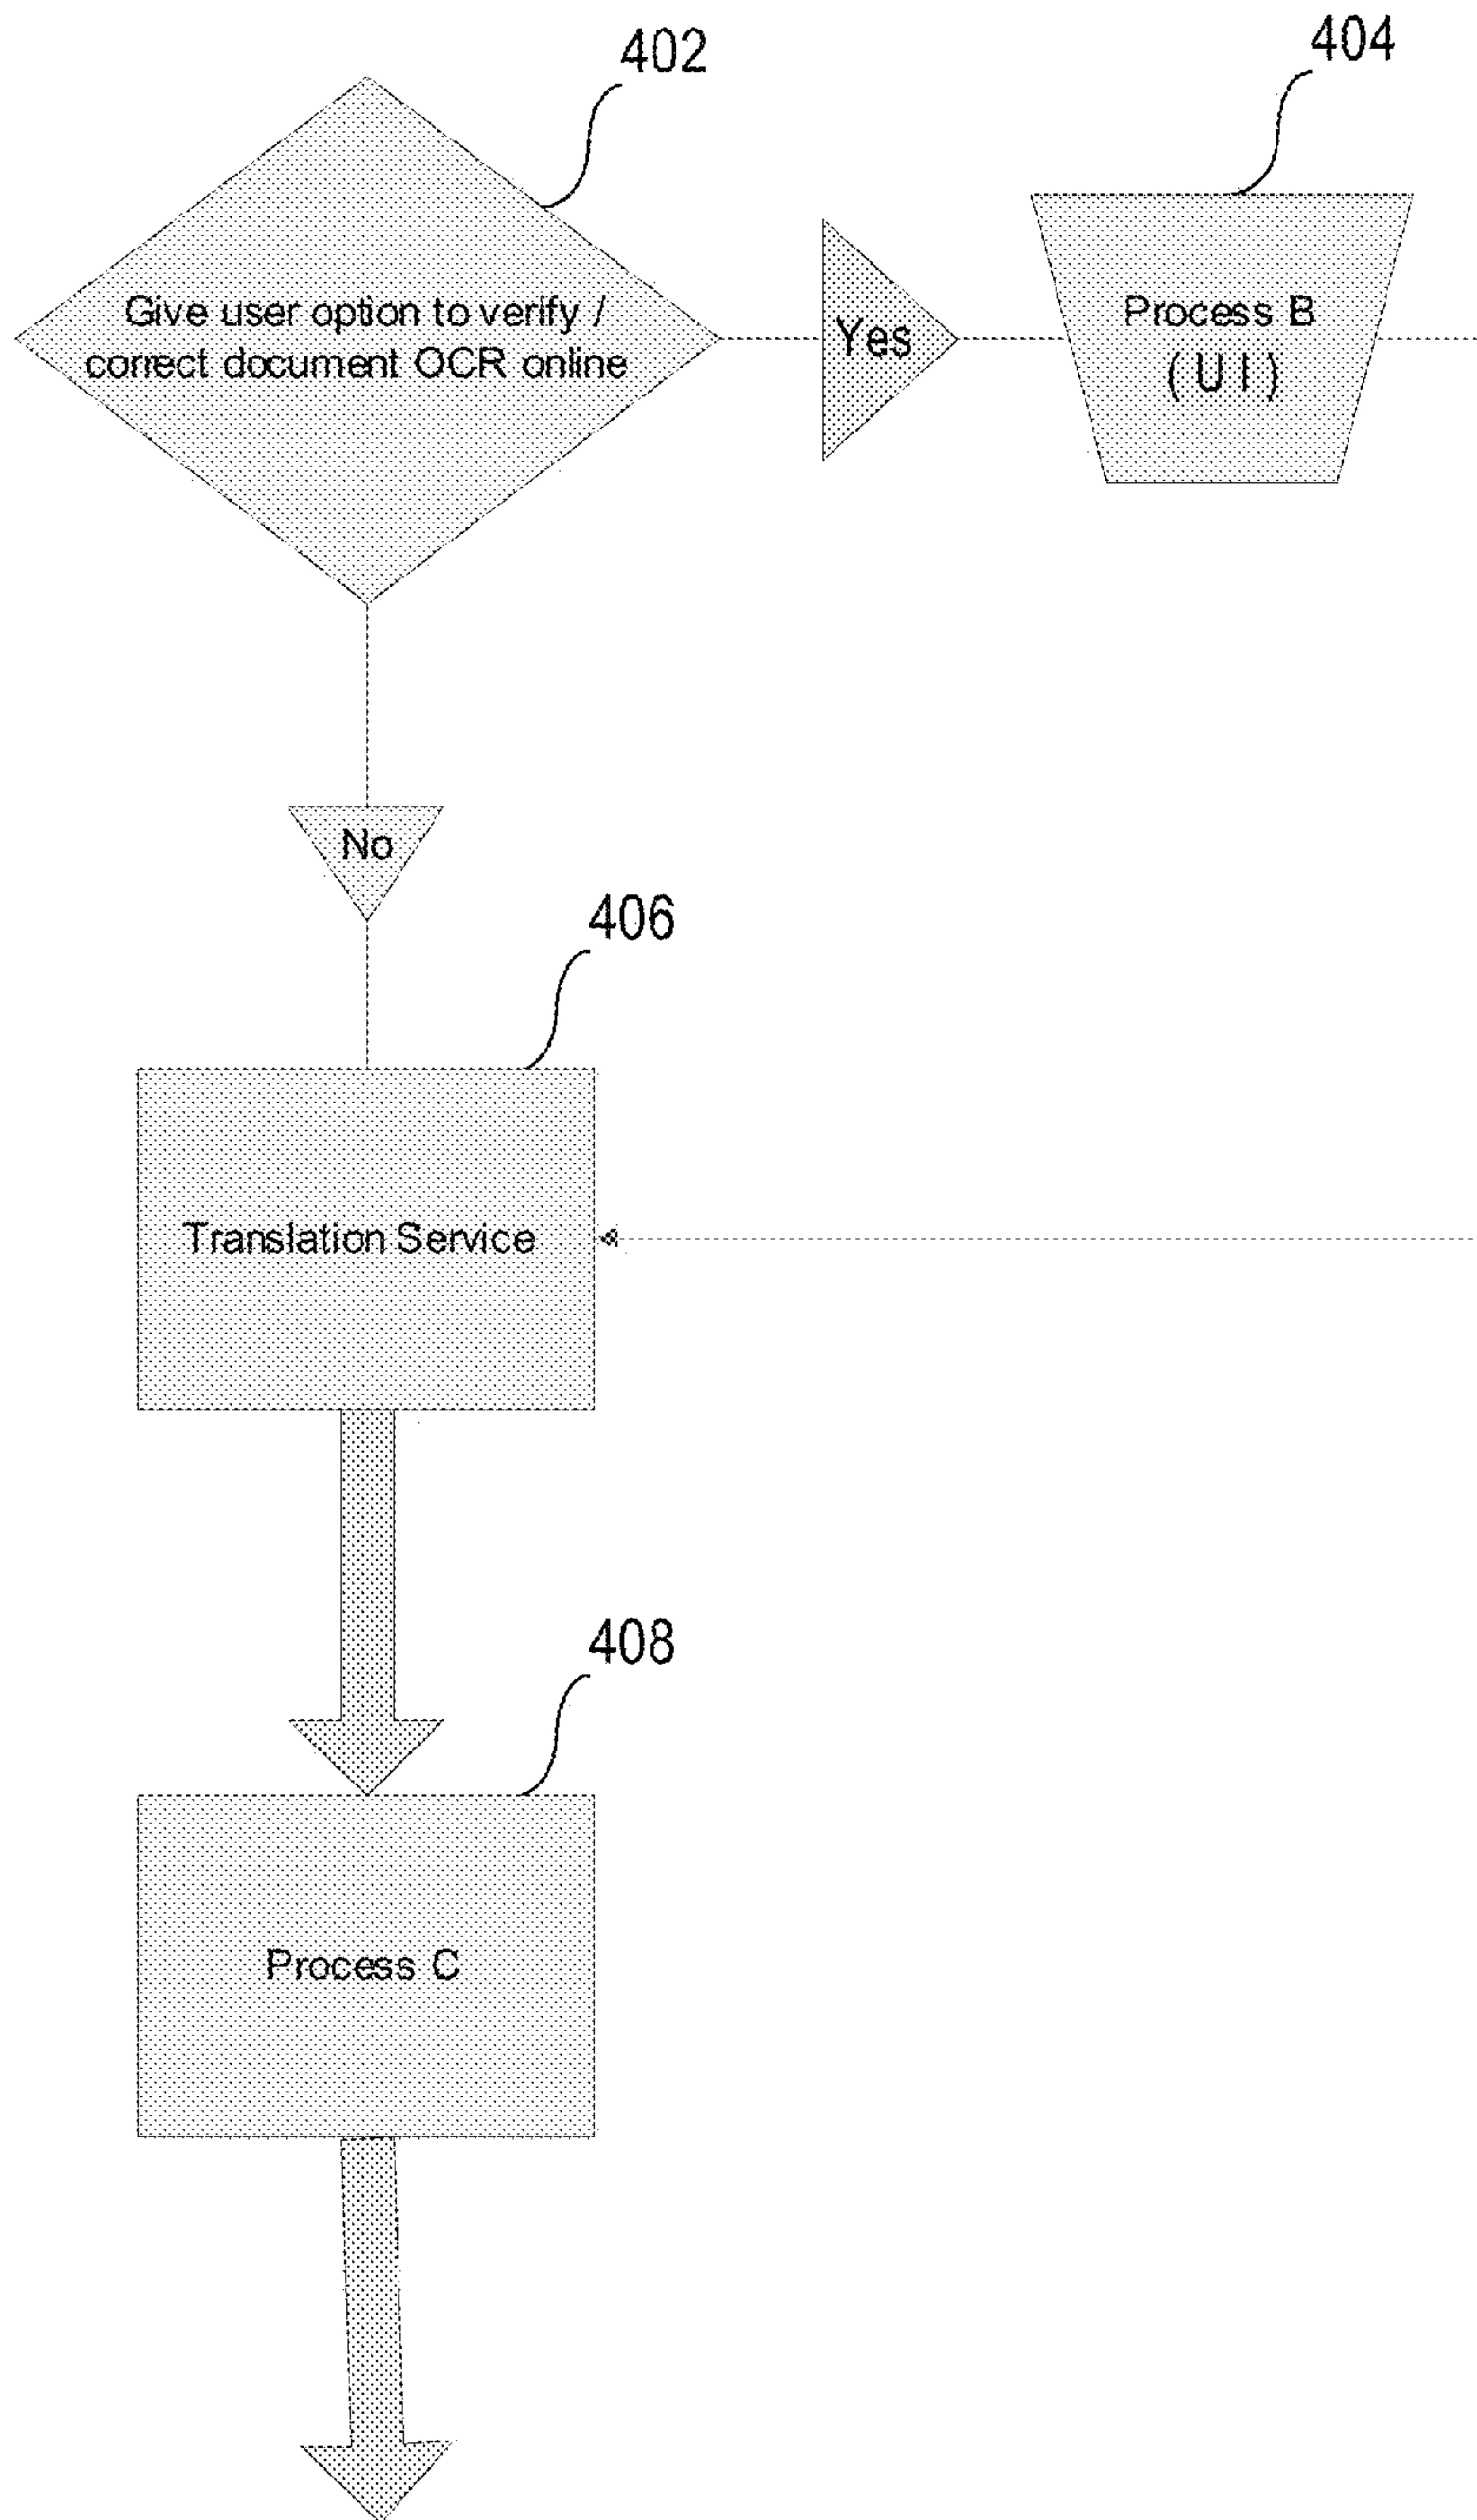 402
404
Give user option to verify /
correct document OCR online
Yes
Process B
( U I )
No
406
Translation Service
408
Process C